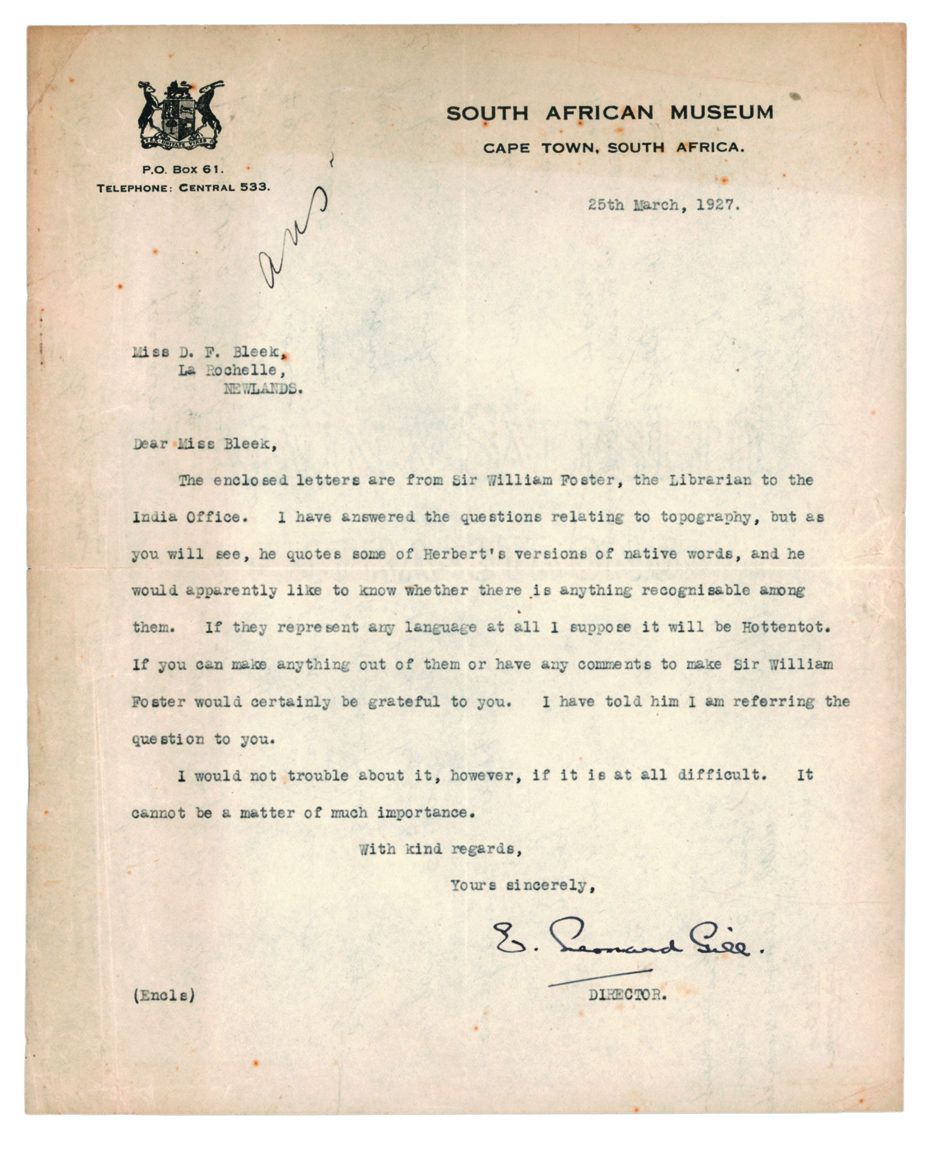 SOUTH AFRICAN MUSEUM
CAPE TOWN, SOUTH AFRICA.
P.O. Box 61.
TELEPHONE: CENTRAL 533.
25th March, 1927.
ans
Miss D. F. Bleek,
La Rochelle,
NEWLANDS.
Dear Miss Bleek,
The enclosed letters are from Sir William Foster, the Librarian to the
India Office. I have answered the questions relating to topography, but as
you will see, he quotes some of Herbert's versions of native words, and he
would apparently like to know whether there is anything recognisable among
them. If they represent any language at all I suppose it will be Hottentot.
If you can make anything out of them or have any comments to make Sir William
Foster would certainly be grateful to you. I have told him I am referring the
question to you.
I would not trouble about it, however, if it is at all difficult. It
cannot be a matter of much importance.
With kind regards,
Yours sincerely,
E. Leonard Gill.
(Encls) DIRECTOR.